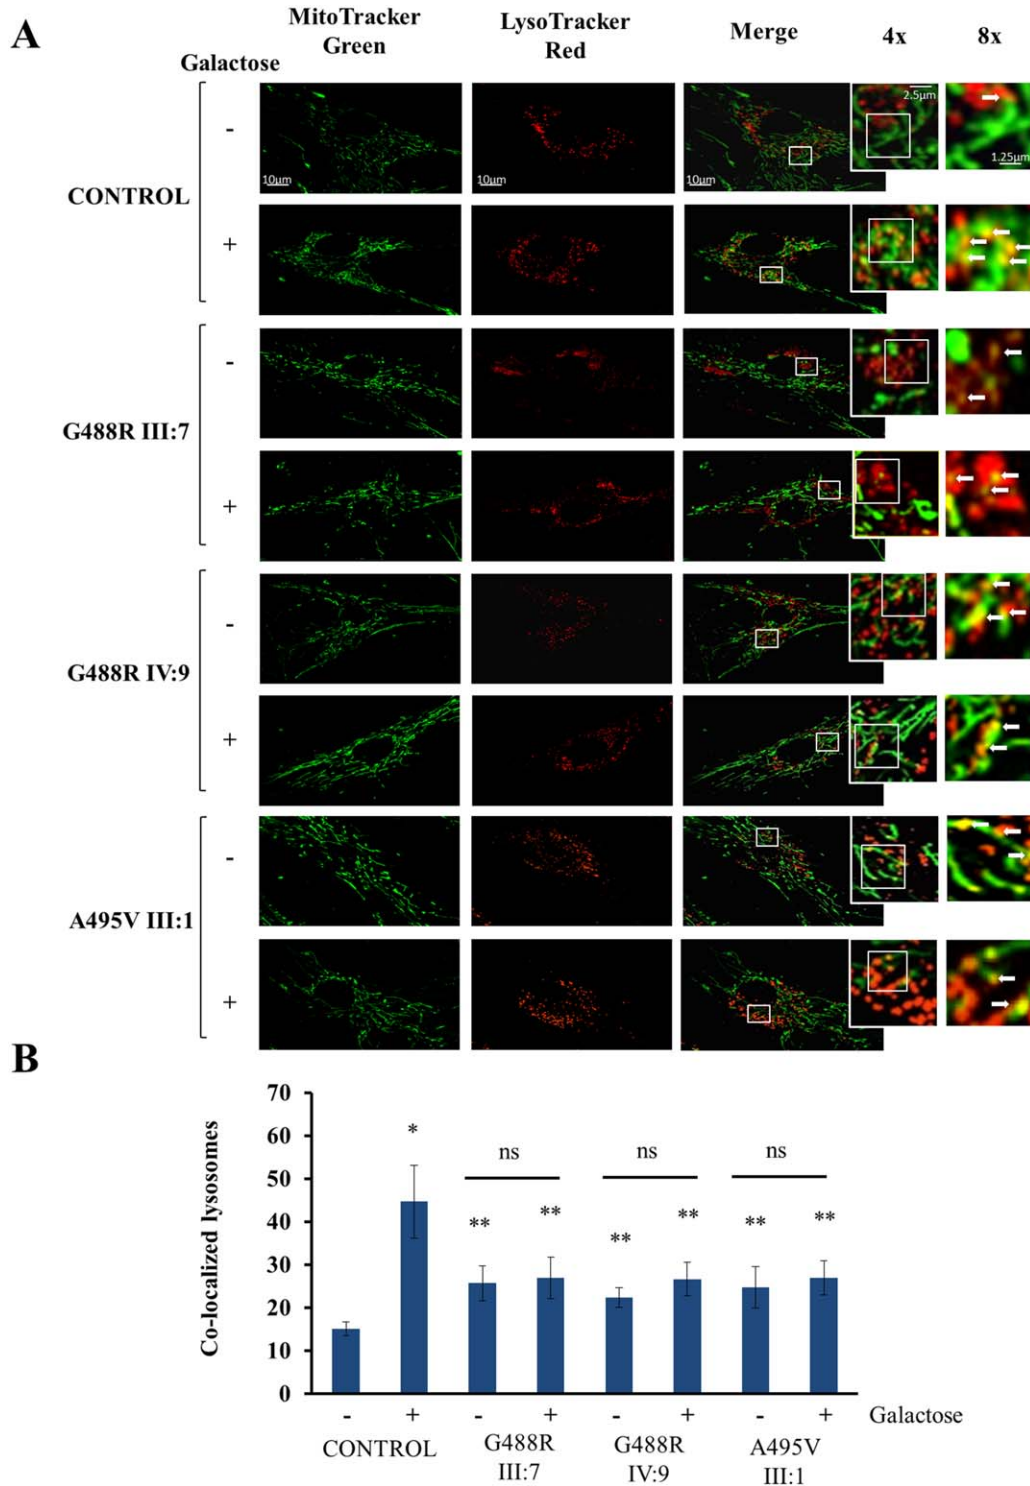 A
MitoTracker
Green
LysoTracker
Red
Merge
4x
8x
Galactose
-
10µm
10µm
10µm
2.5µm
1.25µm
CONTROL
+
-
G488R III:7
+
-
G488R IV:9
+
-
A495V III:1
+
B
Co-localized lysosomes
70
60
50
40
30
20
10
0
*
ns
ns
ns
** ** ** ** ** **
- + - + - + - + Galactose
CONTROL
G488R
III:7
G488R
IV:9
A495V
III:1